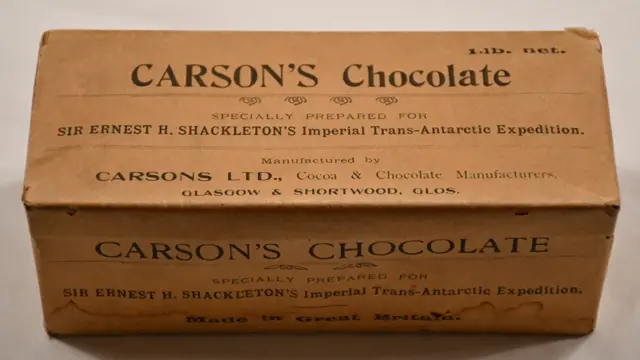 1.lb. net.
CARSON'S Chocolate
SPECIALLY PREPARED FOR
SIR ERNEST H. SHACKLETON'S Imperial Trans-Antarctic Expedition.
Manufactured by
CARSONS LTD., Cocoa & Chocolate Manufacturers,
GLASGOW & SHORTWOOD, GLOS.
CARSON'S CHOCOLATE
SPECIALLY PREPARED FOR
SIR ERNEST H. SHACKLETON'S Imperial Trans-Antarctic Expedition.
Made in Great Britain.